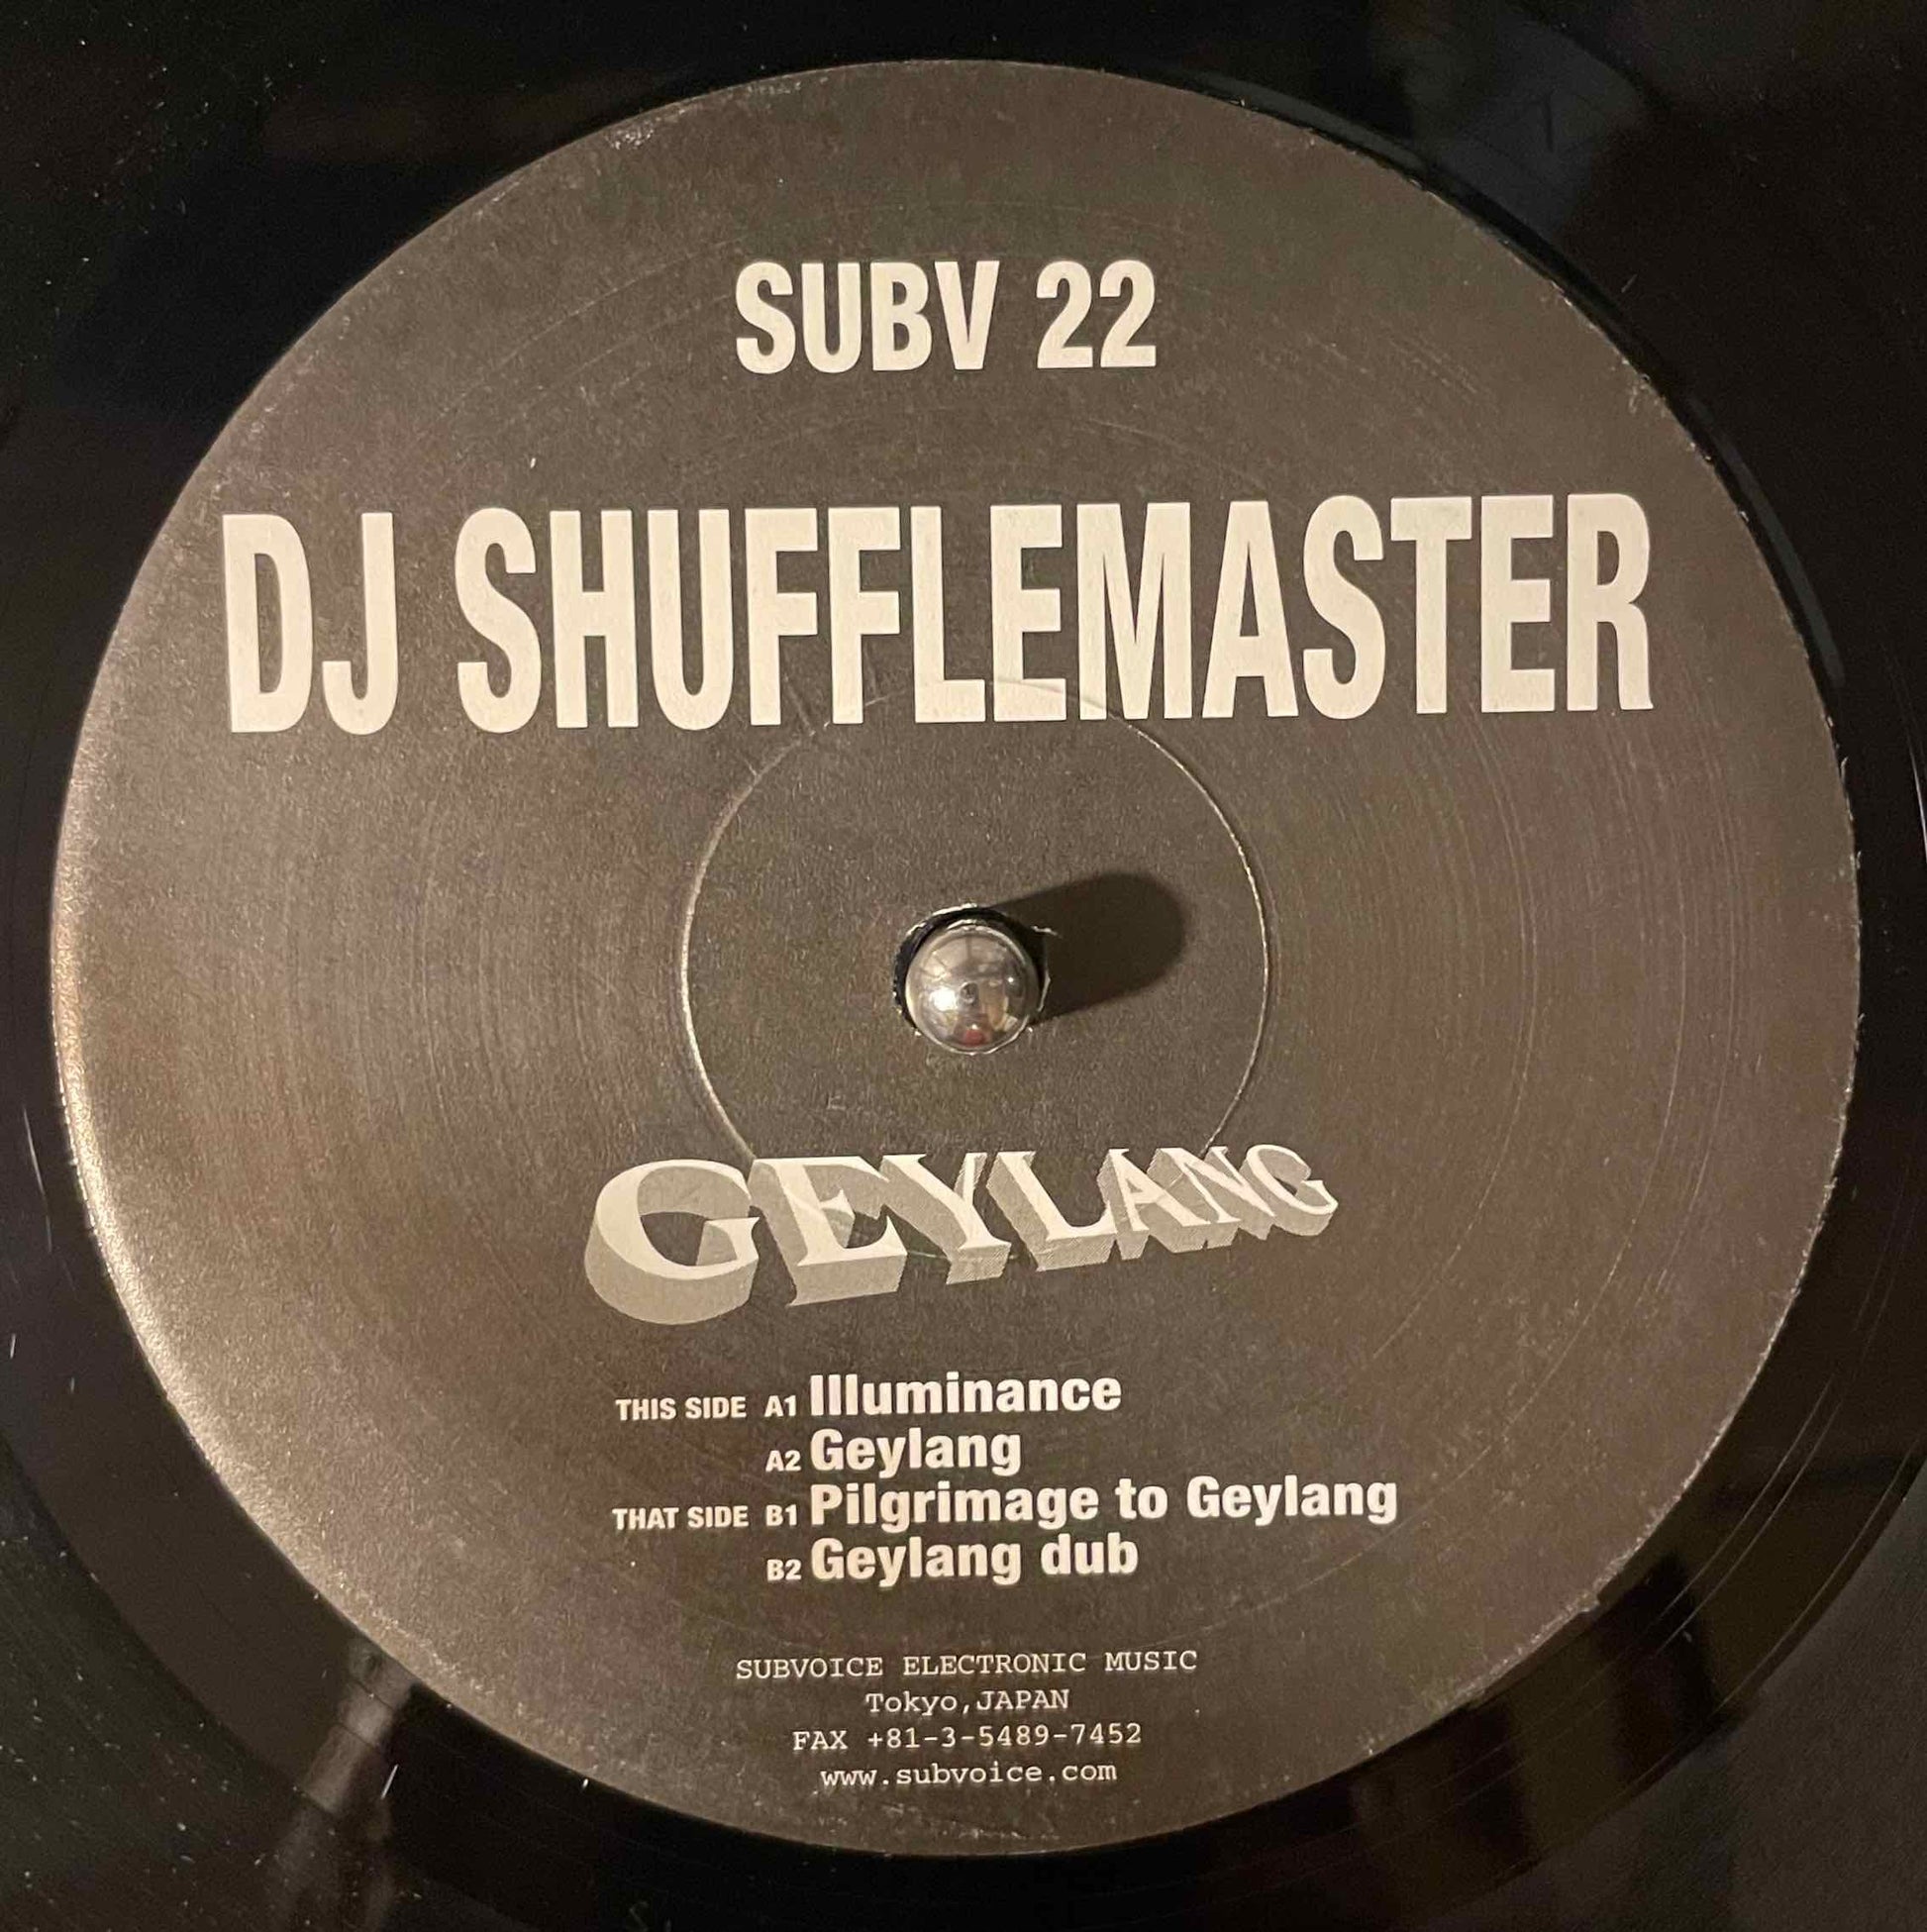 SUBV 22
DJ SHUFFLEMASTER
GEYLANG
THIS SIDE A1 Illuminance
A2 Geylang
THAT SIDE B1 Pilgrimage to Geylang
B2 Geylang dub
SUBVOICE ELECTRONIC MUSIC
Tokyo,JAPAN
FAX +81-3-5489-7452
www.subvoice.com